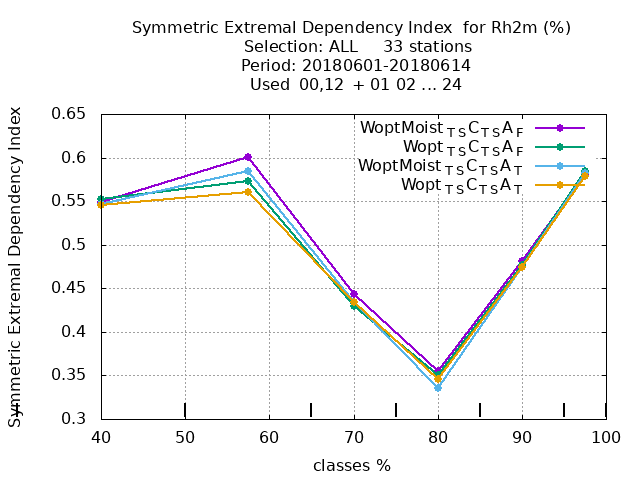 Symmetric Extremal Dependency Index  for Rh2m (%)
Selection: ALL     33 stations
Period: 20180601-20180614
Used  00,12  + 01 02 ... 24
Symmetric Extremal Dependency Index
0.65
0.6
0.55
0.5
0.45
0.4
0.35
0.3
WoptMoist TS C TS A F
Wopt TS C TS A F
WoptMoist TS C TS A T
Wopt TS C TS A T
40 50 60 70 80 90 100
classes %